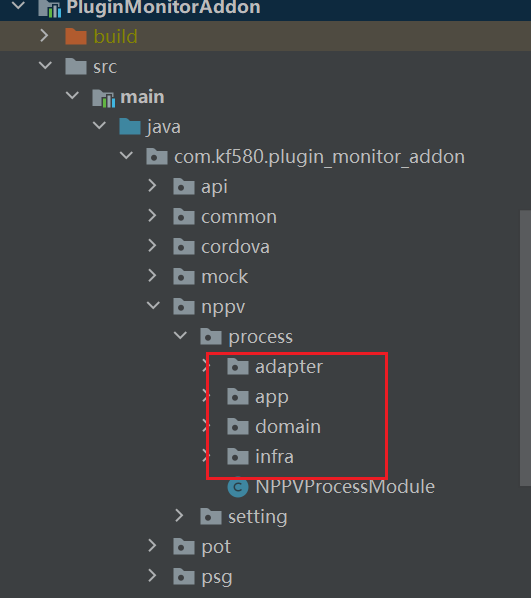 PluginMonitorAddon
build
src
main
java
com.kf580.plugin_monitor_addon
api
common
cordova
mock
nppv
process
adapter
app
domain
infra
NPPVProcessModule
setting
pot
psg